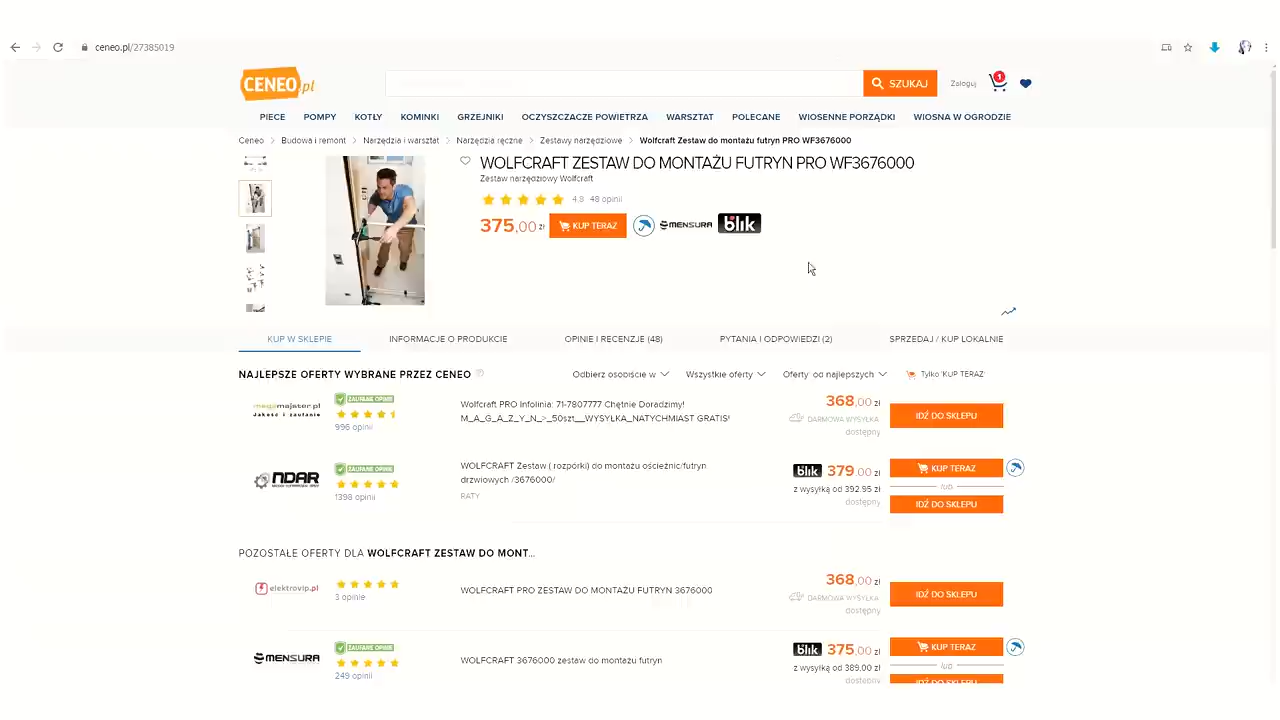 ceneo.pl/27385019
CENEO.pl
SZUKAJ
Zaloguj
1
PIECE POMPY KOTŁY KOMINKI GRZEJNIKI OCZYSZCZACZE POWIETRZA WARSZTAT POLECANE WIOSENNE PORZĄDKI WIOSNA W OGRODZIE
Ceneo > Budowa i remont > Narzędzia i warsztat > Narzędzia ręczne > Zestawy narzędziowe > Wolfcraft Zestaw do montażu futryn PRO WF3676000
WOLFCRAFT ZESTAW DO MONTAŻU FUTRYN PRO WF3676000
Zestaw narzędziowy Wolfcraft
4.8 48 opinii
375,00 zł KUP TERAZ MENSURA blik
KUP W SKLEPIE INFORMACJE O PRODUKCIE OPINIE I RECENZJE (48) PYTANIA I ODPOWIEDZI (2) SPRZEDAJ / KUP LOKALNIE
NAJLEPSZE OFERTY WYBRANE PRZEZ CENEO
Odbierz osobiście w Wszystkie oferty Oferty od najlepszych Tylko 'KUP TERAZ'
megamajster.pl
Jakość i zaufanie
ZAUFANE OPINIE
996 opinii
Wolfcraft PRO Infolinia: 71-7807777 Chętnie Doradzimy!
M_A_G_A_Z_Y_N_>_50szt__WYSYŁKA_NATYCHMIAST GRATIS!
368,00 zł
DARMOWA WYSYŁKA
dostępny
IDŹ DO SKLEPU
NDAR
ZAUFANE OPINIE
1398 opinii
WOLFCRAFT Zestaw ( rozpórki) do montażu ościeżnic/futryn
drzwiowych /3676000/
RATY
blik 379,00 zł
z wysyłką od 392,95 zł
dostępny
KUP TERAZ
lub
IDŹ DO SKLEPU
POZOSTAŁE OFERTY DLA WOLFCRAFT ZESTAW DO MONT...
elektrovip.pl
3 opinie
WOLFCRAFT PRO ZESTAW DO MONTAŻU FUTRYN 3676000
368,00 zł
DARMOWA WYSYŁKA
dostępny
IDŹ DO SKLEPU
MENSURA
ZAUFANE OPINIE
249 opinii
WOLFCRAFT 3676000 zestaw do montażu futryn
blik 375,00 zł
z wysyłką od 389,00 zł
dostępny
KUP TERAZ
lub
IDŹ DO SKLEPU